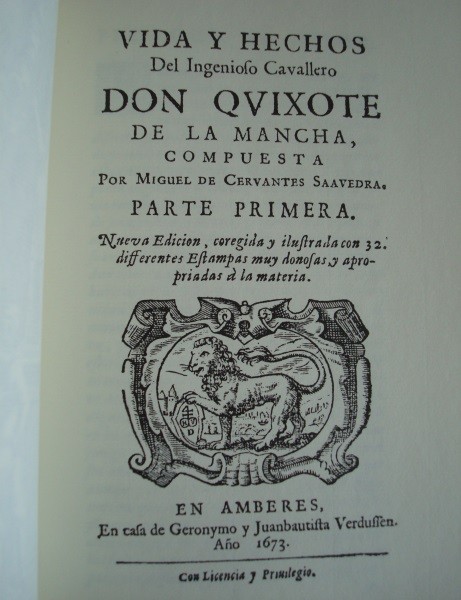 VIDA Y HECHOS
Del Ingenioſo Cavallero
DON QVIXOTE
DE LA MANCHA,
COMPUESTA
POR MIGUEL DE CERVANTES SAAVEDRA.
PARTE PRIMERA.
Nueva Edicion, coregida y iluſtrada con 32.
differentes Eſtampas muy donoſas, y apro-
priadas à la materia.
EN AMBERES,
En caſa de Geronymo y Juanbautiſta Verduſſen.
Año 1673.
Con Licencia y Privilegio.